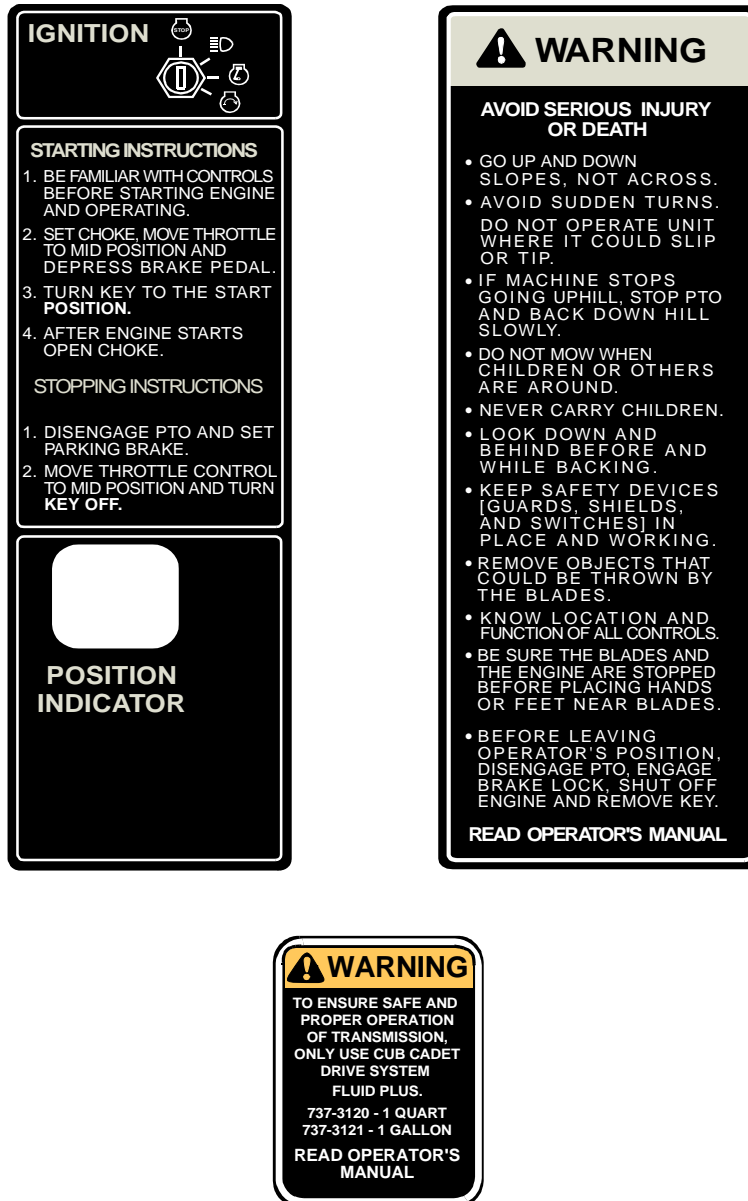 IGNITION
STOP
STARTING INSTRUCTIONS
1. BE FAMILIAR WITH CONTROLS
BEFORE STARTING ENGINE
AND OPERATING.
2. SET CHOKE, MOVE THROTTLE
TO MID POSITION AND
DEPRESS BRAKE PEDAL.
3. TURN KEY TO THE START
POSITION.
4. AFTER ENGINE STARTS
OPEN CHOKE.
STOPPING INSTRUCTIONS
1. DISENGAGE PTO AND SET
PARKING BRAKE.
2. MOVE THROTTLE CONTROL
TO MID POSITION AND TURN
KEY OFF.
POSITION
INDICATOR
WARNING
AVOID SERIOUS INJURY
OR DEATH
• GO UP AND DOWN
SLOPES, NOT ACROSS.
• AVOID SUDDEN TURNS.
DO NOT OPERATE UNIT
WHERE IT COULD SLIP
OR TIP.
• IF MACHINE STOPS
GOING UPHILL, STOP PTO
AND BACK DOWN HILL
SLOWLY.
• DO NOT MOW WHEN
CHILDREN OR OTHERS
ARE AROUND.
• NEVER CARRY CHILDREN.
• LOOK DOWN AND
BEHIND BEFORE AND
WHILE BACKING.
• KEEP SAFETY DEVICES
[GUARDS, SHIELDS,
AND SWITCHES] IN
PLACE AND WORKING.
• REMOVE OBJECTS THAT
COULD BE THROWN BY
THE BLADES.
• KNOW LOCATION AND
FUNCTION OF ALL CONTROLS.
• BE SURE THE BLADES AND
THE ENGINE ARE STOPPED
BEFORE PLACING HANDS
OR FEET NEAR BLADES.
• BEFORE LEAVING
OPERATOR'S POSITION,
DISENGAGE PTO, ENGAGE
BRAKE LOCK, SHUT OFF
ENGINE AND REMOVE KEY.
READ OPERATOR'S MANUAL
WARNING
TO ENSURE SAFE AND
PROPER OPERATION
OF TRANSMISSION,
ONLY USE CUB CADET
DRIVE SYSTEM
FLUID PLUS.
737-3120 - 1 QUART
737-3121 - 1 GALLON
READ OPERATOR'S
MANUAL